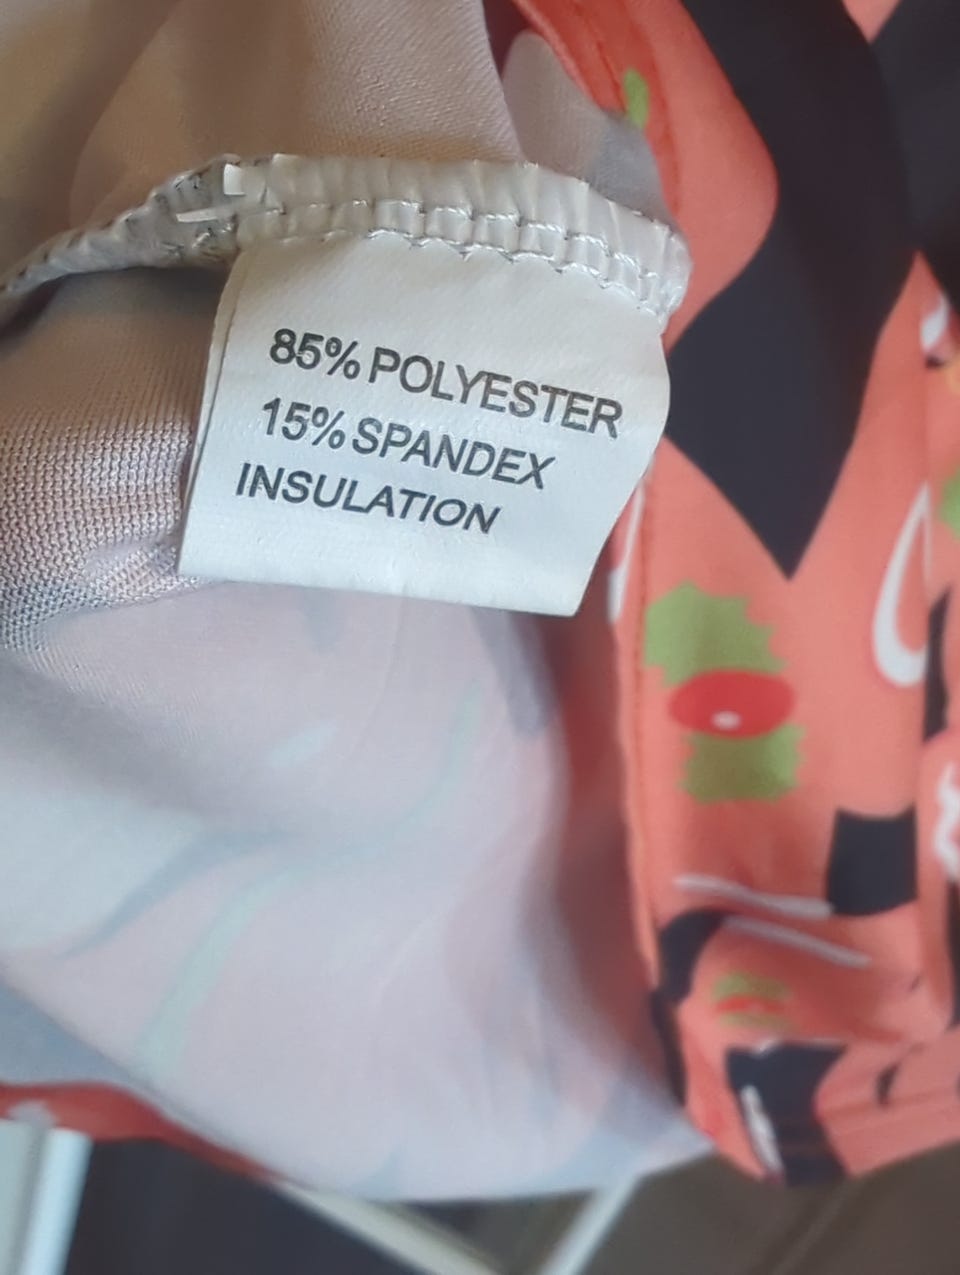 85% POLYESTER
15% SPANDEX
INSULATION